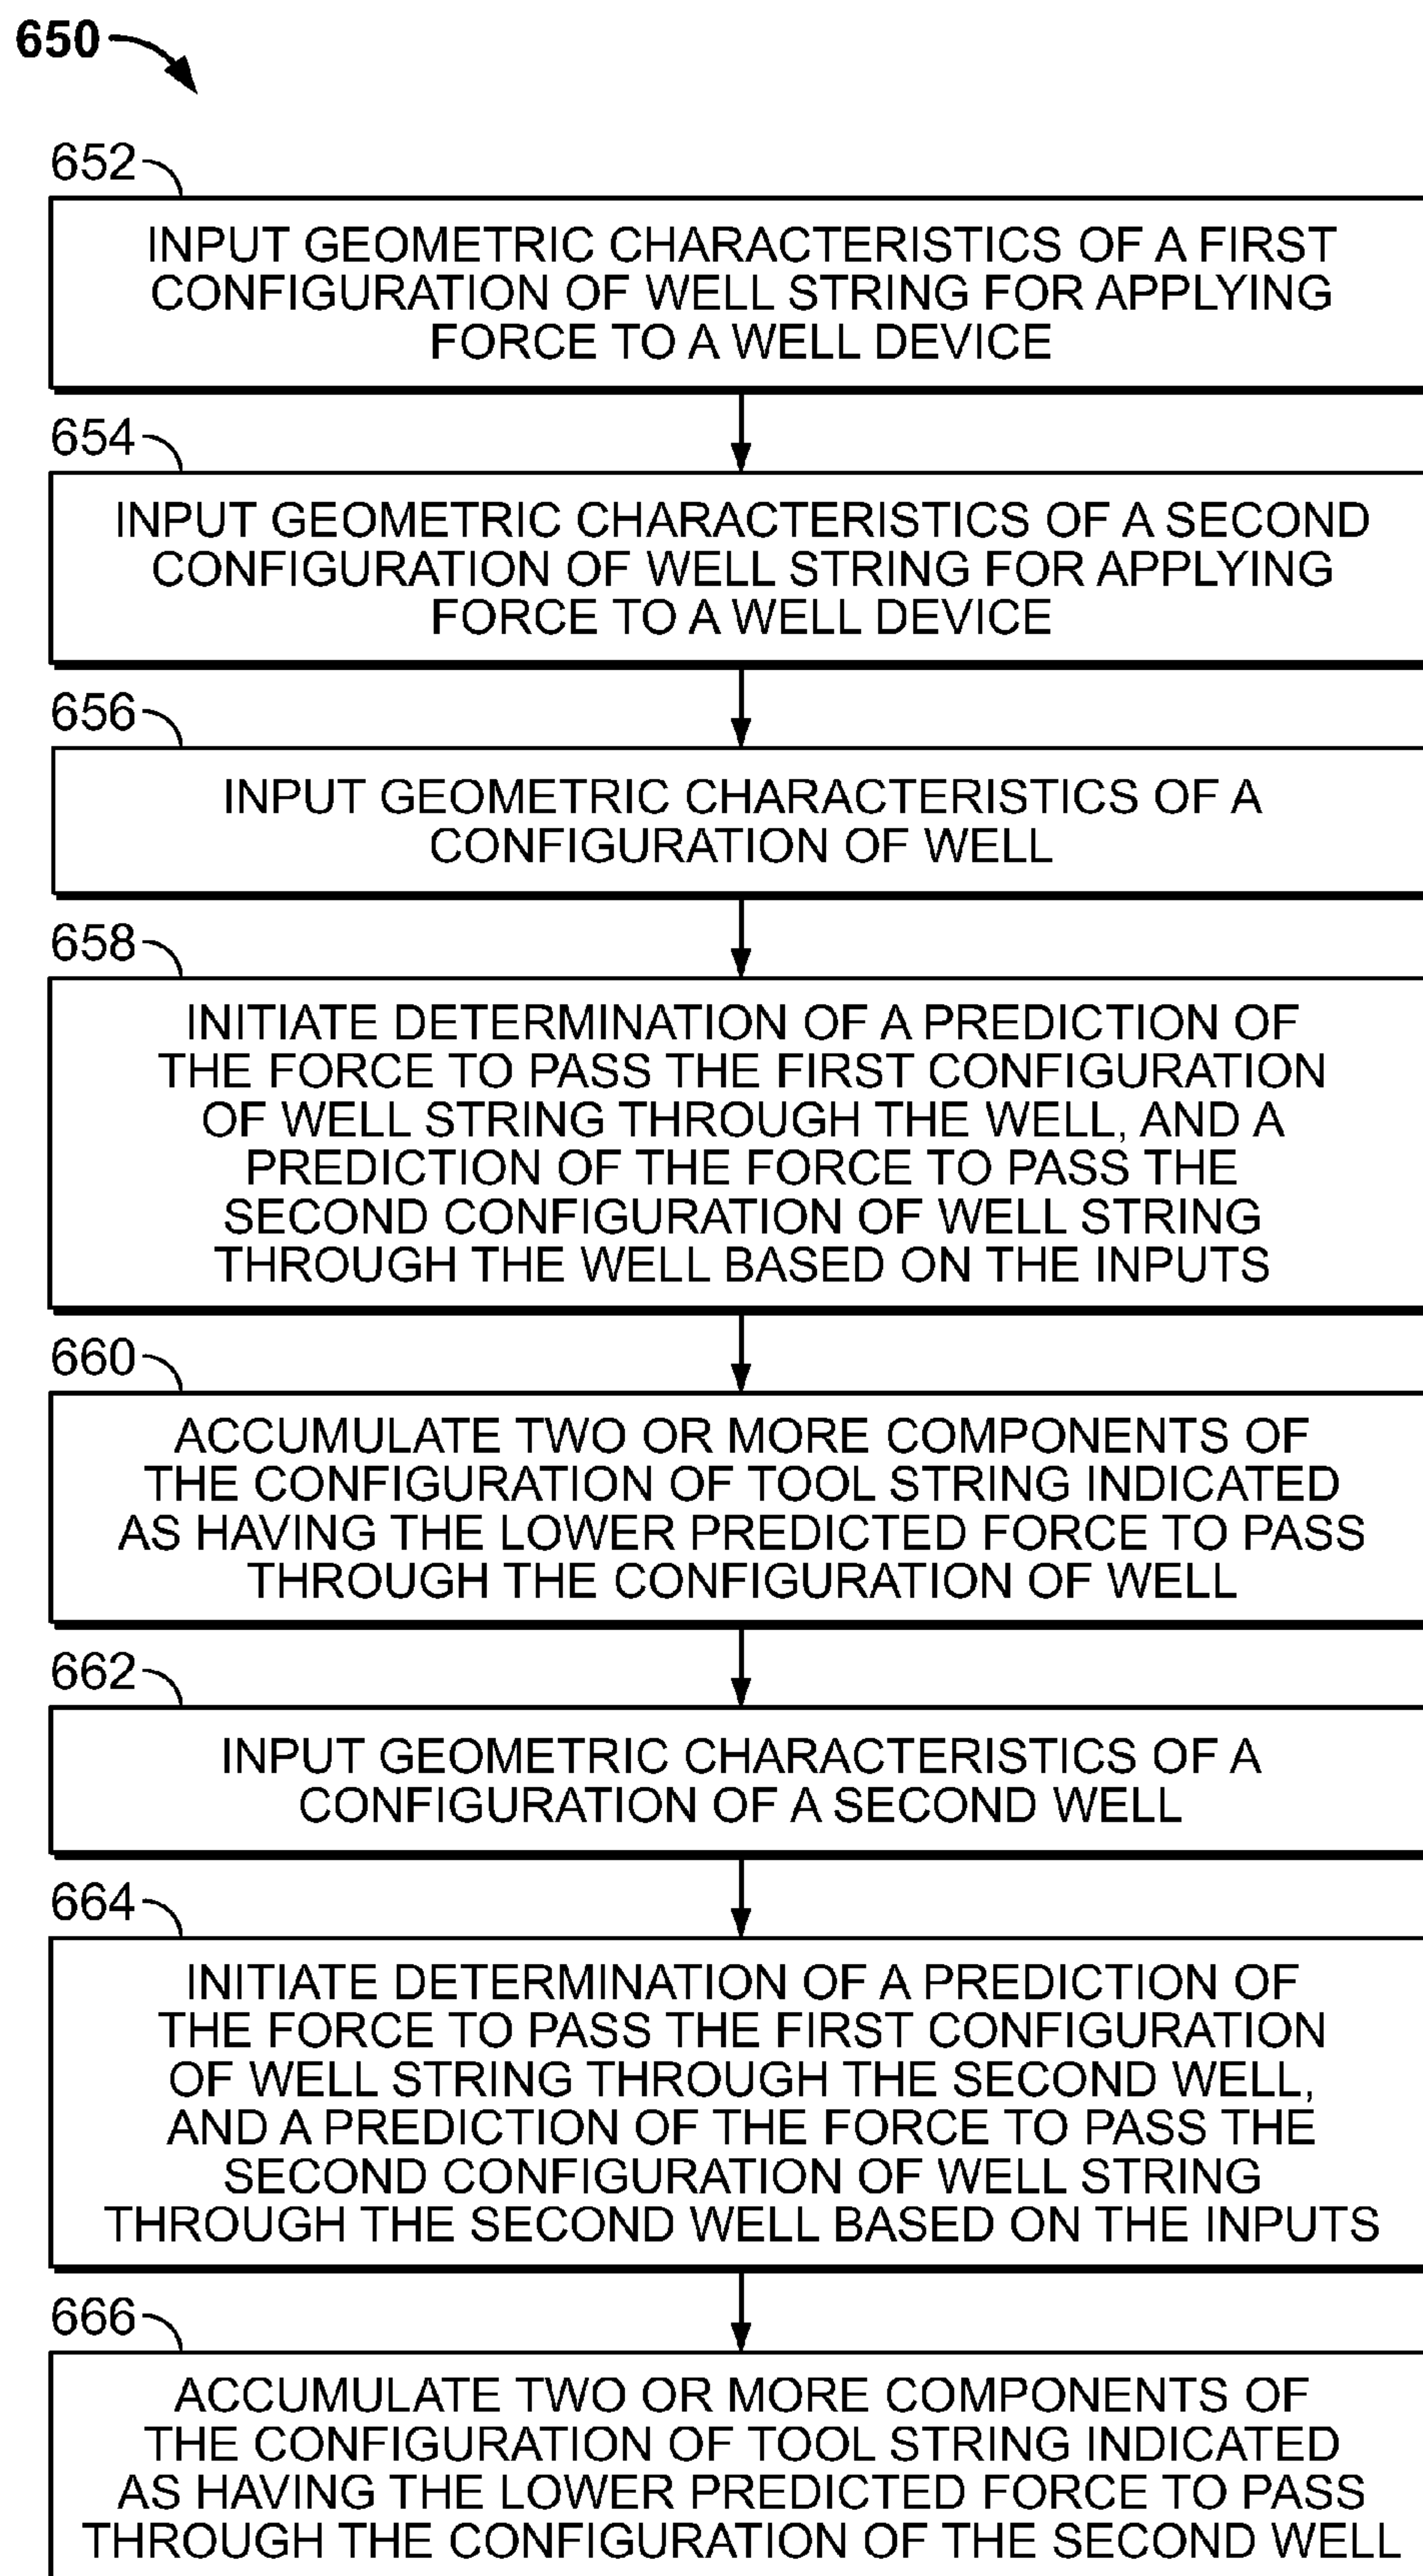 650
652
INPUT GEOMETRIC CHARACTERISTICS OF A FIRST
CONFIGURATION OF WELL STRING FOR APPLYING
FORCE TO A WELL DEVICE
654
INPUT GEOMETRIC CHARACTERISTICS OF A SECOND
CONFIGURATION OF WELL STRING FOR APPLYING
FORCE TO A WELL DEVICE
656
INPUT GEOMETRIC CHARACTERISTICS OF A
CONFIGURATION OF WELL
658
INITIATE DETERMINATION OF A PREDICTION OF
THE FORCE TO PASS THE FIRST CONFIGURATION
OF WELL STRING THROUGH THE WELL, AND A
PREDICTION OF THE FORCE TO PASS THE
SECOND CONFIGURATION OF WELL STRING
THROUGH THE WELL BASED ON THE INPUTS
660
ACCUMULATE TWO OR MORE COMPONENTS OF
THE CONFIGURATION OF TOOL STRING INDICATED
AS HAVING THE LOWER PREDICTED FORCE TO PASS
THROUGH THE CONFIGURATION OF WELL
662
INPUT GEOMETRIC CHARACTERISTICS OF A
CONFIGURATION OF A SECOND WELL
664
INITIATE DETERMINATION OF A PREDICTION OF
THE FORCE TO PASS THE FIRST CONFIGURATION
OF WELL STRING THROUGH THE SECOND WELL,
AND A PREDICTION OF THE FORCE TO PASS THE
SECOND CONFIGURATION OF WELL STRING
THROUGH THE SECOND WELL BASED ON THE INPUTS
666
ACCUMULATE TWO OR MORE COMPONENTS OF
THE CONFIGURATION OF TOOL STRING INDICATED
AS HAVING THE LOWER PREDICTED FORCE TO PASS
THROUGH THE CONFIGURATION OF THE SECOND WELL